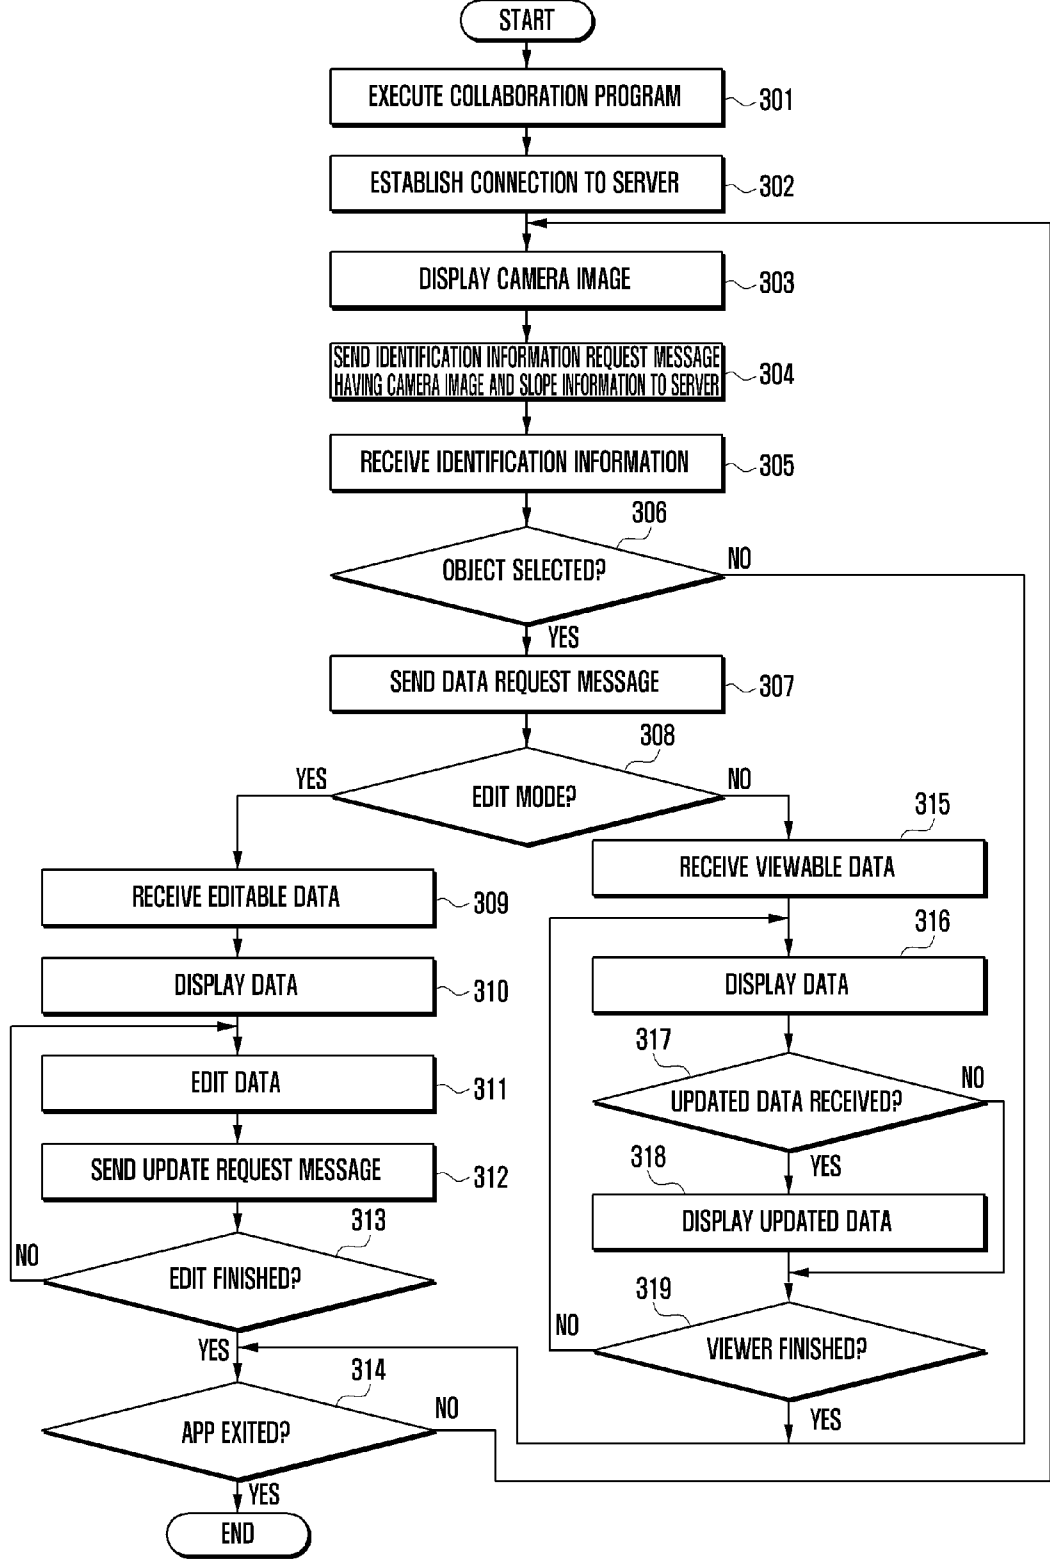 START
EXECUTE COLLABORATION PROGRAM
301
ESTABLISH CONNECTION TO SERVER
302
DISPLAY CAMERA IMAGE
303
SEND IDENTIFICATION INFORMATION REQUEST MESSAGE
HAVING CAMERA IMAGE AND SLOPE INFORMATION TO SERVER
304
RECEIVE IDENTIFICATION INFORMATION
305
306
OBJECT SELECTED?
NO
YES
SEND DATA REQUEST MESSAGE
307
308
EDIT MODE?
YES
NO
RECEIVE EDITABLE DATA
309
DISPLAY DATA
310
EDIT DATA
311
SEND UPDATE REQUEST MESSAGE
312
313
EDIT FINISHED?
NO
YES
314
APP EXITED?
NO
YES
END
315
RECEIVE VIEWABLE DATA
316
DISPLAY DATA
317
UPDATED DATA RECEIVED?
NO
YES
318
DISPLAY UPDATED DATA
319
VIEWER FINISHED?
NO
YES